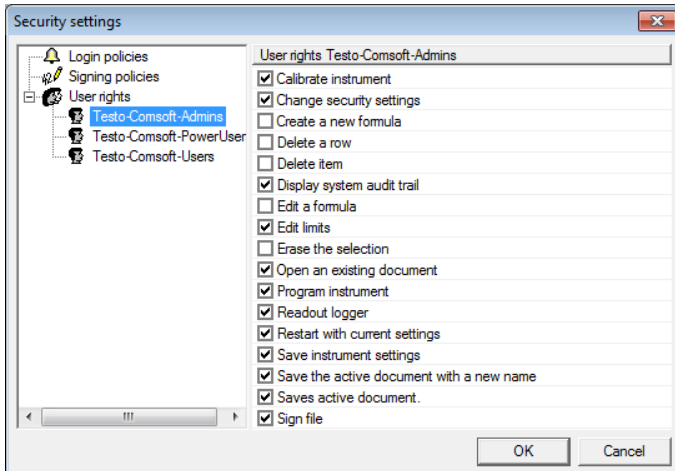 Security settings
Login policies
Signing policies
User rights
Testo-Comsoft-Admins
Testo-Comsoft-PowerUser
Testo-Comsoft-Users
User rights Testo-Comsoft-Admins
Calibrate instrument
Change security settings
Create a new formula
Delete a row
Delete item
Display system audit trail
Edit a formula
Edit limits
Erase the selection
Open an existing document
Program instrument
Readout logger
Restart with current settings
Save instrument settings
Save the active document with a new name
Saves active document.
Sign file
OK
Cancel